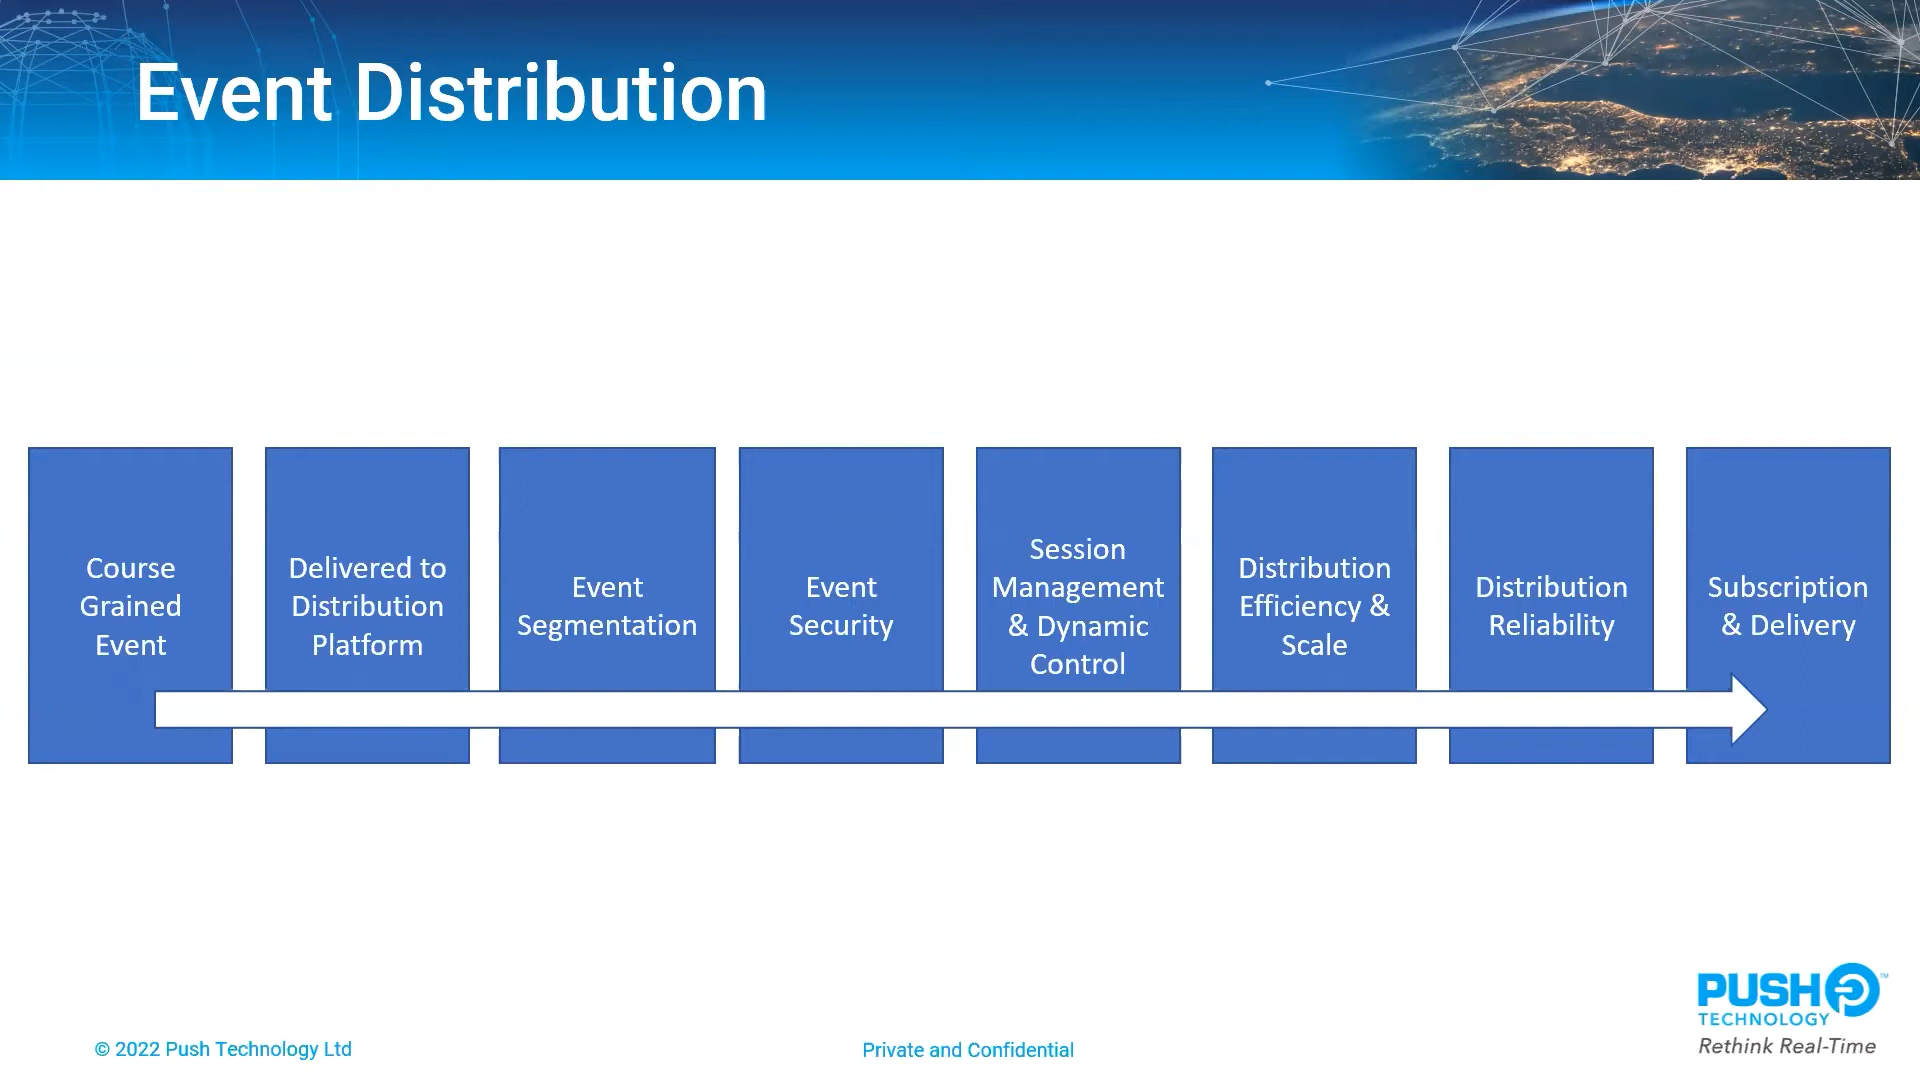 Event Distribution
Course
Grained
Event
Delivered to
Distribution
Platform
Event
Segmentation
Event
Security
Session
Management
& Dynamic
Control
Distribution
Efficiency &
Scale
Distribution
Reliability
Subscription
& Delivery
PUSH ™
TECHNOLOGY
Rethink Real-Time
© 2022 Push Technology Ltd
Private and Confidential